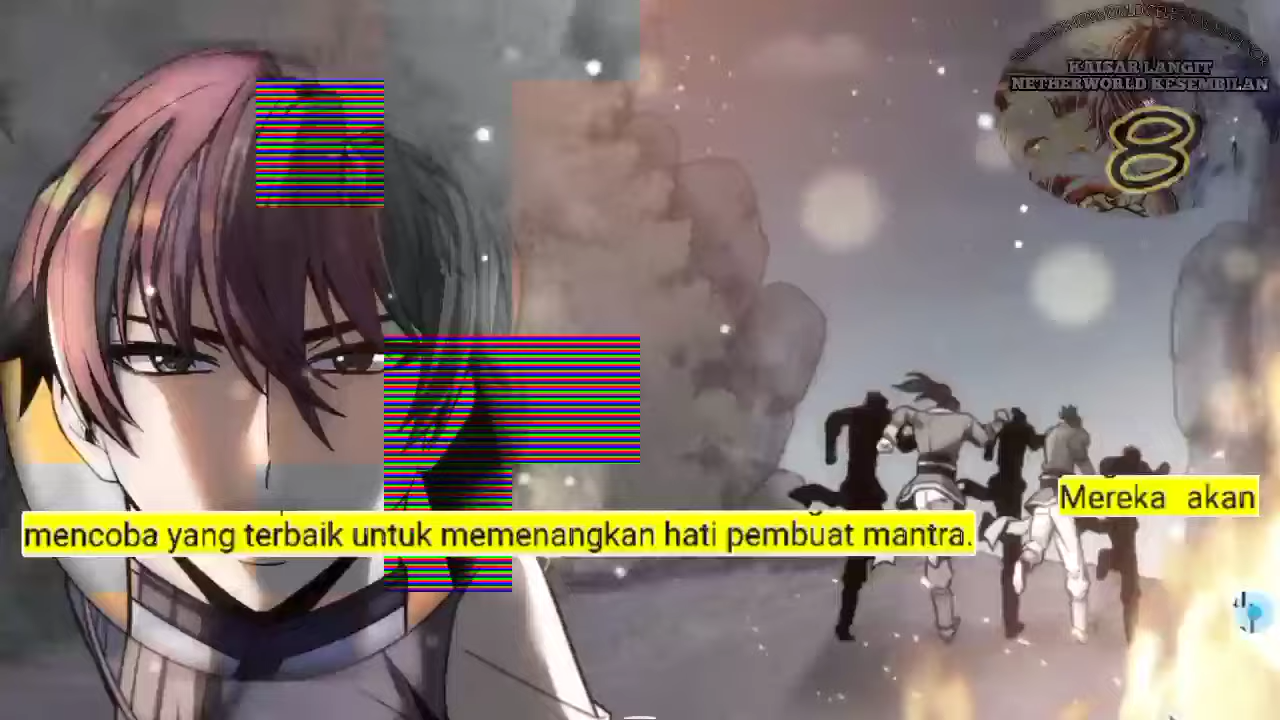 KAISAR LANGIT
NETHERWORLD KESEMBILAN
8
Mereka akan
mencoba yang terbaik untuk memenangkan hati pembuat mantra.